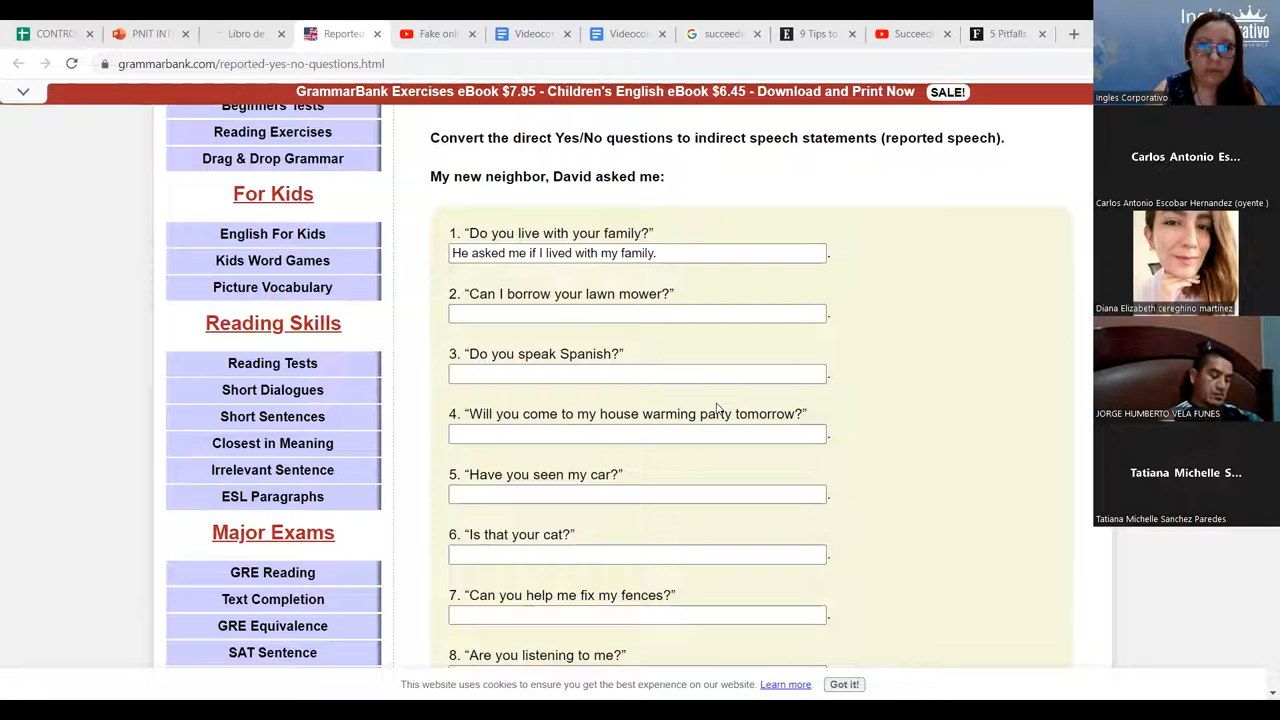 CONTRO
PNIT INT
Libro de
Reported
Fake onl
Videoco
Videoco
succeedi
Tips to
Succeed
5 Pitfalls
grammarbank.com/reported-yes-no-questions.html
GrammarBank Exercises eBook $7.95 - Children's English eBook $6.45 - Download and Print Now SALE!
Beginners Tests
Reading Exercises
Drag & Drop Grammar
For Kids
English For Kids
Kids Word Games
Picture Vocabulary
Reading Skills
Reading Tests
Short Dialogues
Short Sentences
Closest in Meaning
Irrelevant Sentence
ESL Paragraphs
Major Exams
GRE Reading
Text Completion
GRE Equivalence
SAT Sentence
Convert the direct Yes/No questions to indirect speech statements (reported speech).
My new neighbor, David asked me:
1. “Do you live with your family?”
He asked me if I lived with my family.
.
2. “Can I borrow your lawn mower?”
.
3. “Do you speak Spanish?”
.
4. “Will you come to my house warming party tomorrow?”
.
5. “Have you seen my car?”
.
6. “Is that your cat?”
.
7. “Can you help me fix my fences?”
.
8. “Are you listening to me?”
This website uses cookies to ensure you get the best experience on our website. Learn more. Got it!
Ingles Corporativo
Carlos Antonio Es...
Carlos Antonio Escobar Hernandez (oyente )
Diana Elizabeth cereghino martinez
JORGE HUMBERTO VELA FUNES
Tatiana Michelle S...
Tatiana Michelle Sanchez Paredes